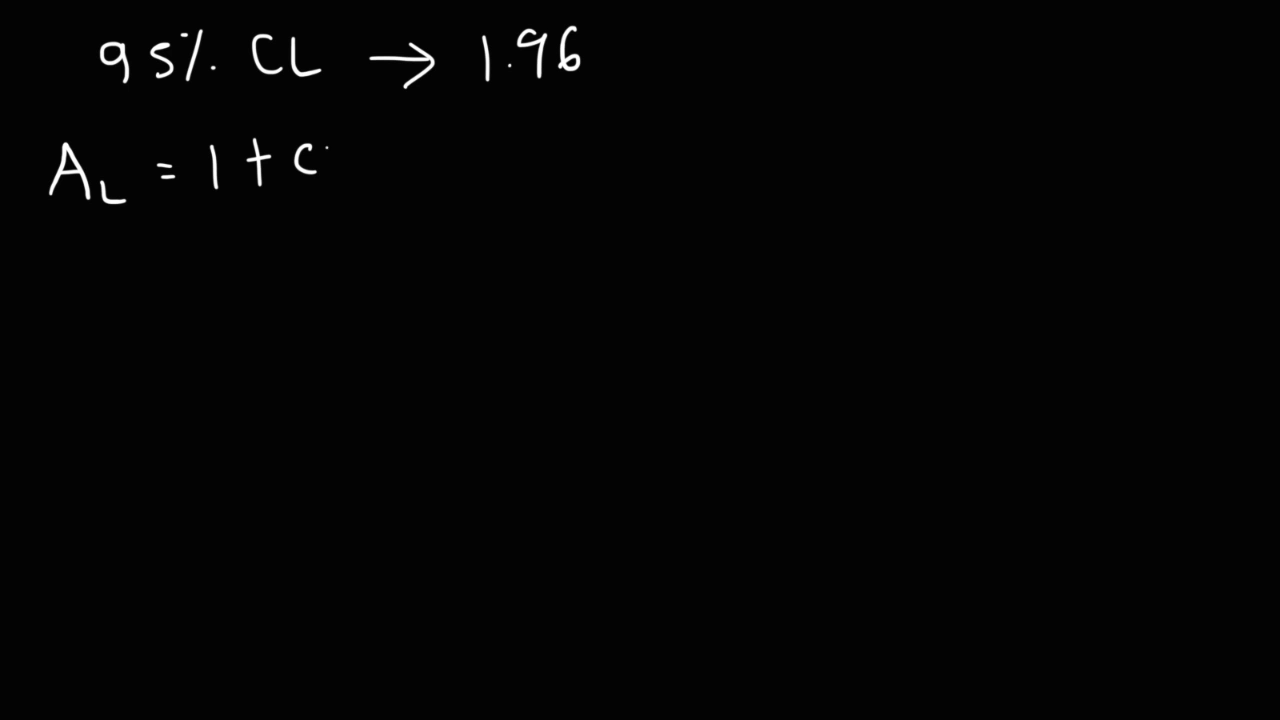 95% CL → 1.96
A_L = 1 + C